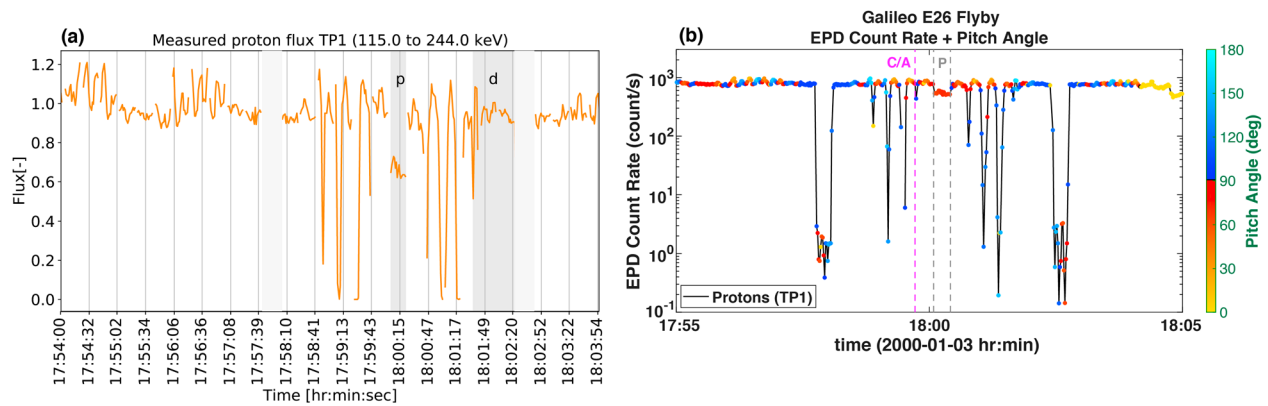 (a)
Measured proton flux TP1 (115.0 to 244.0 keV)
p
d
Flux[-]
1.2
1.0
0.8
0.6
0.4
0.2
0.0
17:54:00
17:54:32
17:55:02
17:55:34
17:56:06
17:56:36
17:57:08
17:57:39
17:58:10
17:58:41
17:59:13
17:59:43
18:00:15
18:00:47
18:01:17
18:01:49
18:02:20
18:02:52
18:03:22
18:03:54
Time [hr:min:sec]
(b)
Galileo E26 Flyby
EPD Count Rate + Pitch Angle
C/A
P
EPD Count Rate (count/s)
10³
10²
10¹
10⁰
10⁻¹
Protons (TP1)
17:55
18:00
18:05
time (2000-01-03 hr:min)
180
150
120
90
60
30
0
Pitch Angle (deg)